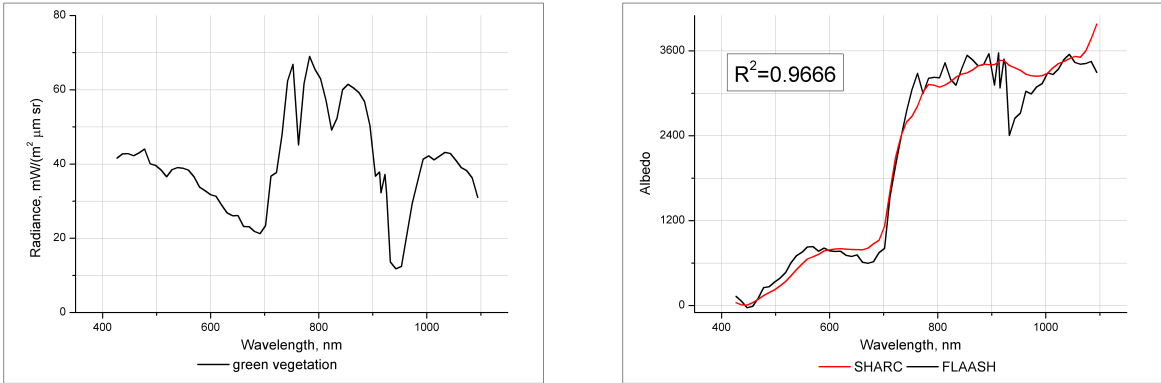 80
60
40
20
0
Radiance, mW/(m² μm sr)
400 600 800 1000
Wavelength, nm
green vegetation
3600
2400
1200
0
Albedo
R²=0.9666
400 600 800 1000
Wavelength, nm
SHARC FLAASH